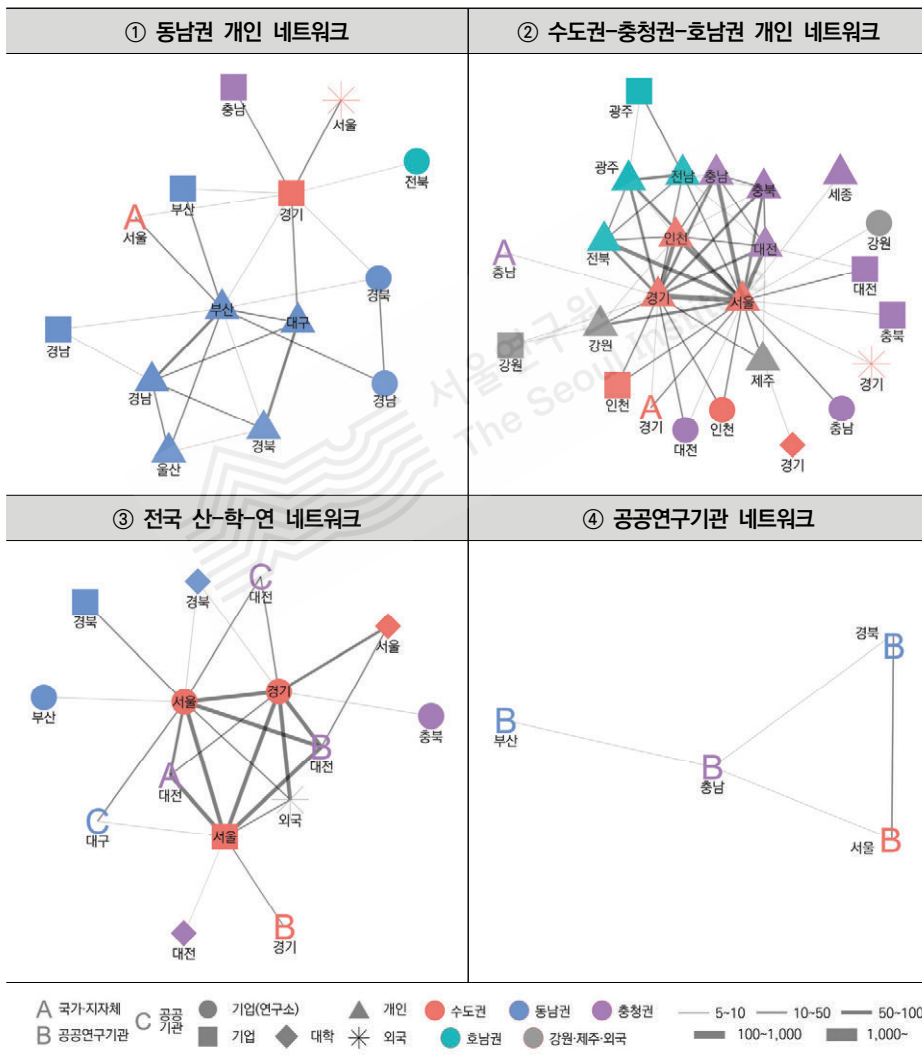 ① 동남권 개인 네트워크
② 수도권-충청권-호남권 개인 네트워크
충남
서울
전북
부산
경기
A
서울
경북
부산
대구
경남
경남
경남
경북
울산
광주
광주
전남
충남
충북
세종
강원
인천
전북
대전
A
충남
대전
경기
서울
충북
강원
강원
제주
경기
인천
A
경기
대전
인천
충남
경기
서울연구원
The Seoul Institute
③ 전국 산-학-연 네트워크
④ 공공연구기관 네트워크
경북
C
대전
경북
서울
서울
경기
부산
충북
B
대전
A
대전
외국
C
대구
서울
대전
B
경기
경북
B
B
부산
B
충남
서울
B
A 국가·지자체
B 공공연구기관
C 공공기관
기업(연구소)
기업
대학
개인
외국
수도권
동남권
충청권
호남권
강원·제주·외국
5~10
10~50
50~100
100~1,000
1,000~